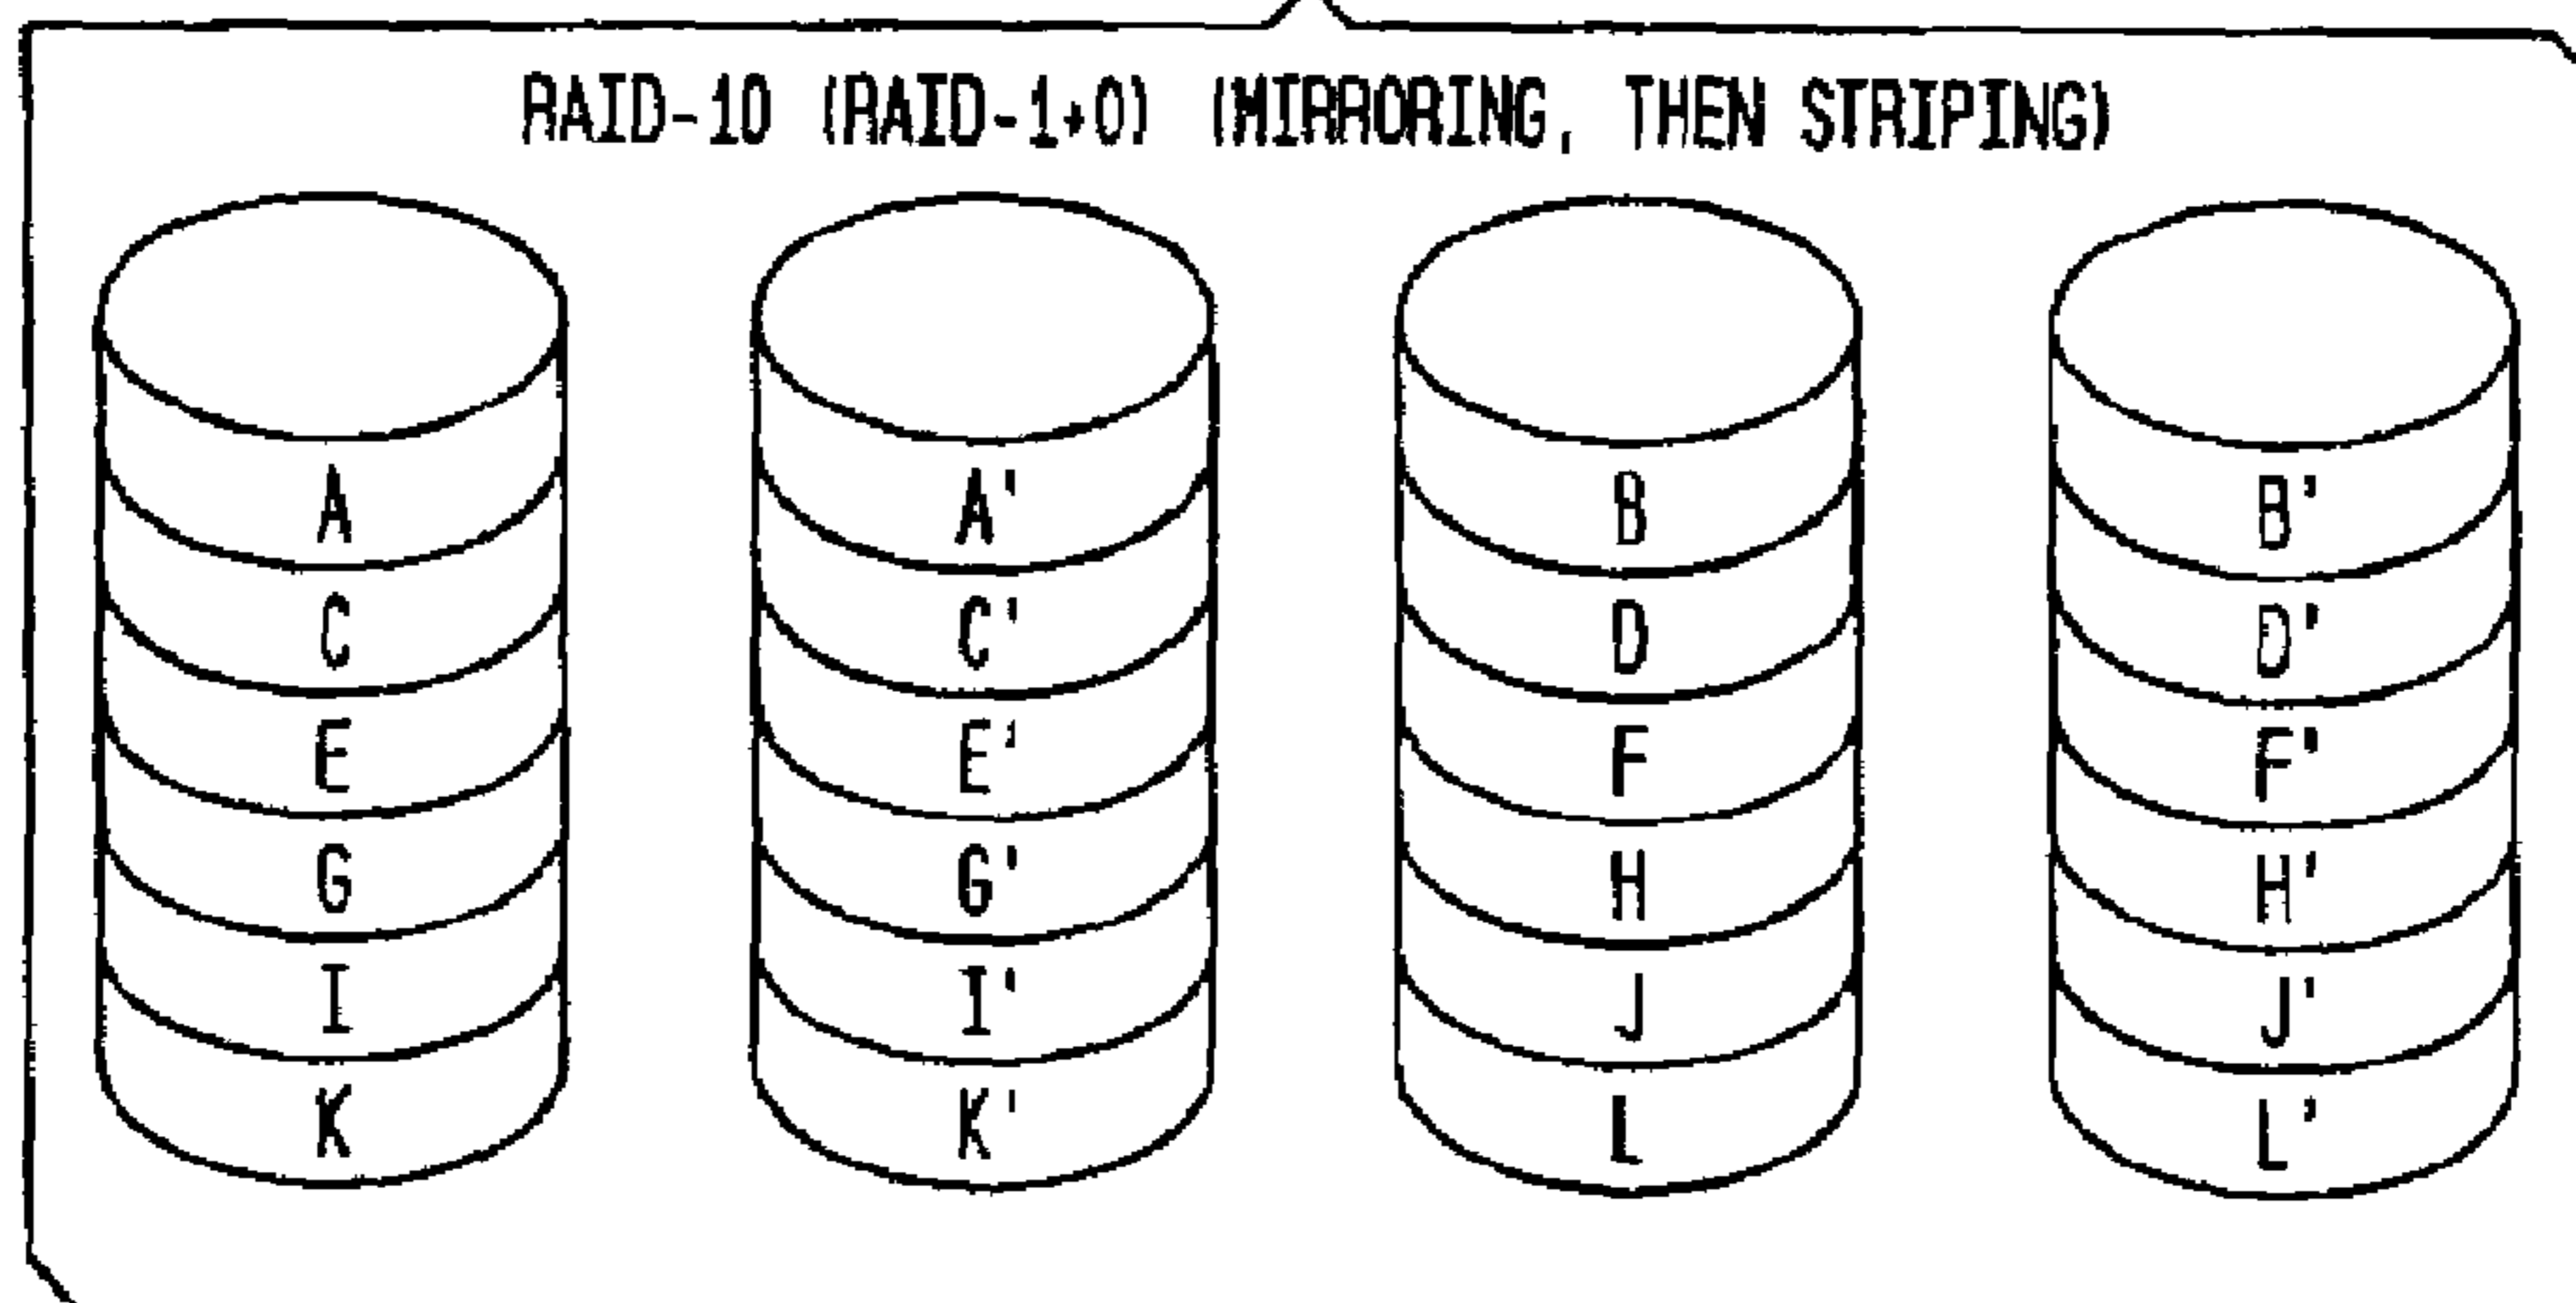 RAID-10 (RAID-1+0) (MIRRORING, THEN STRIPING)
A A' B B'
C C' D D'
E E' F F'
G G' H H'
I I' J J'
K K' L L'